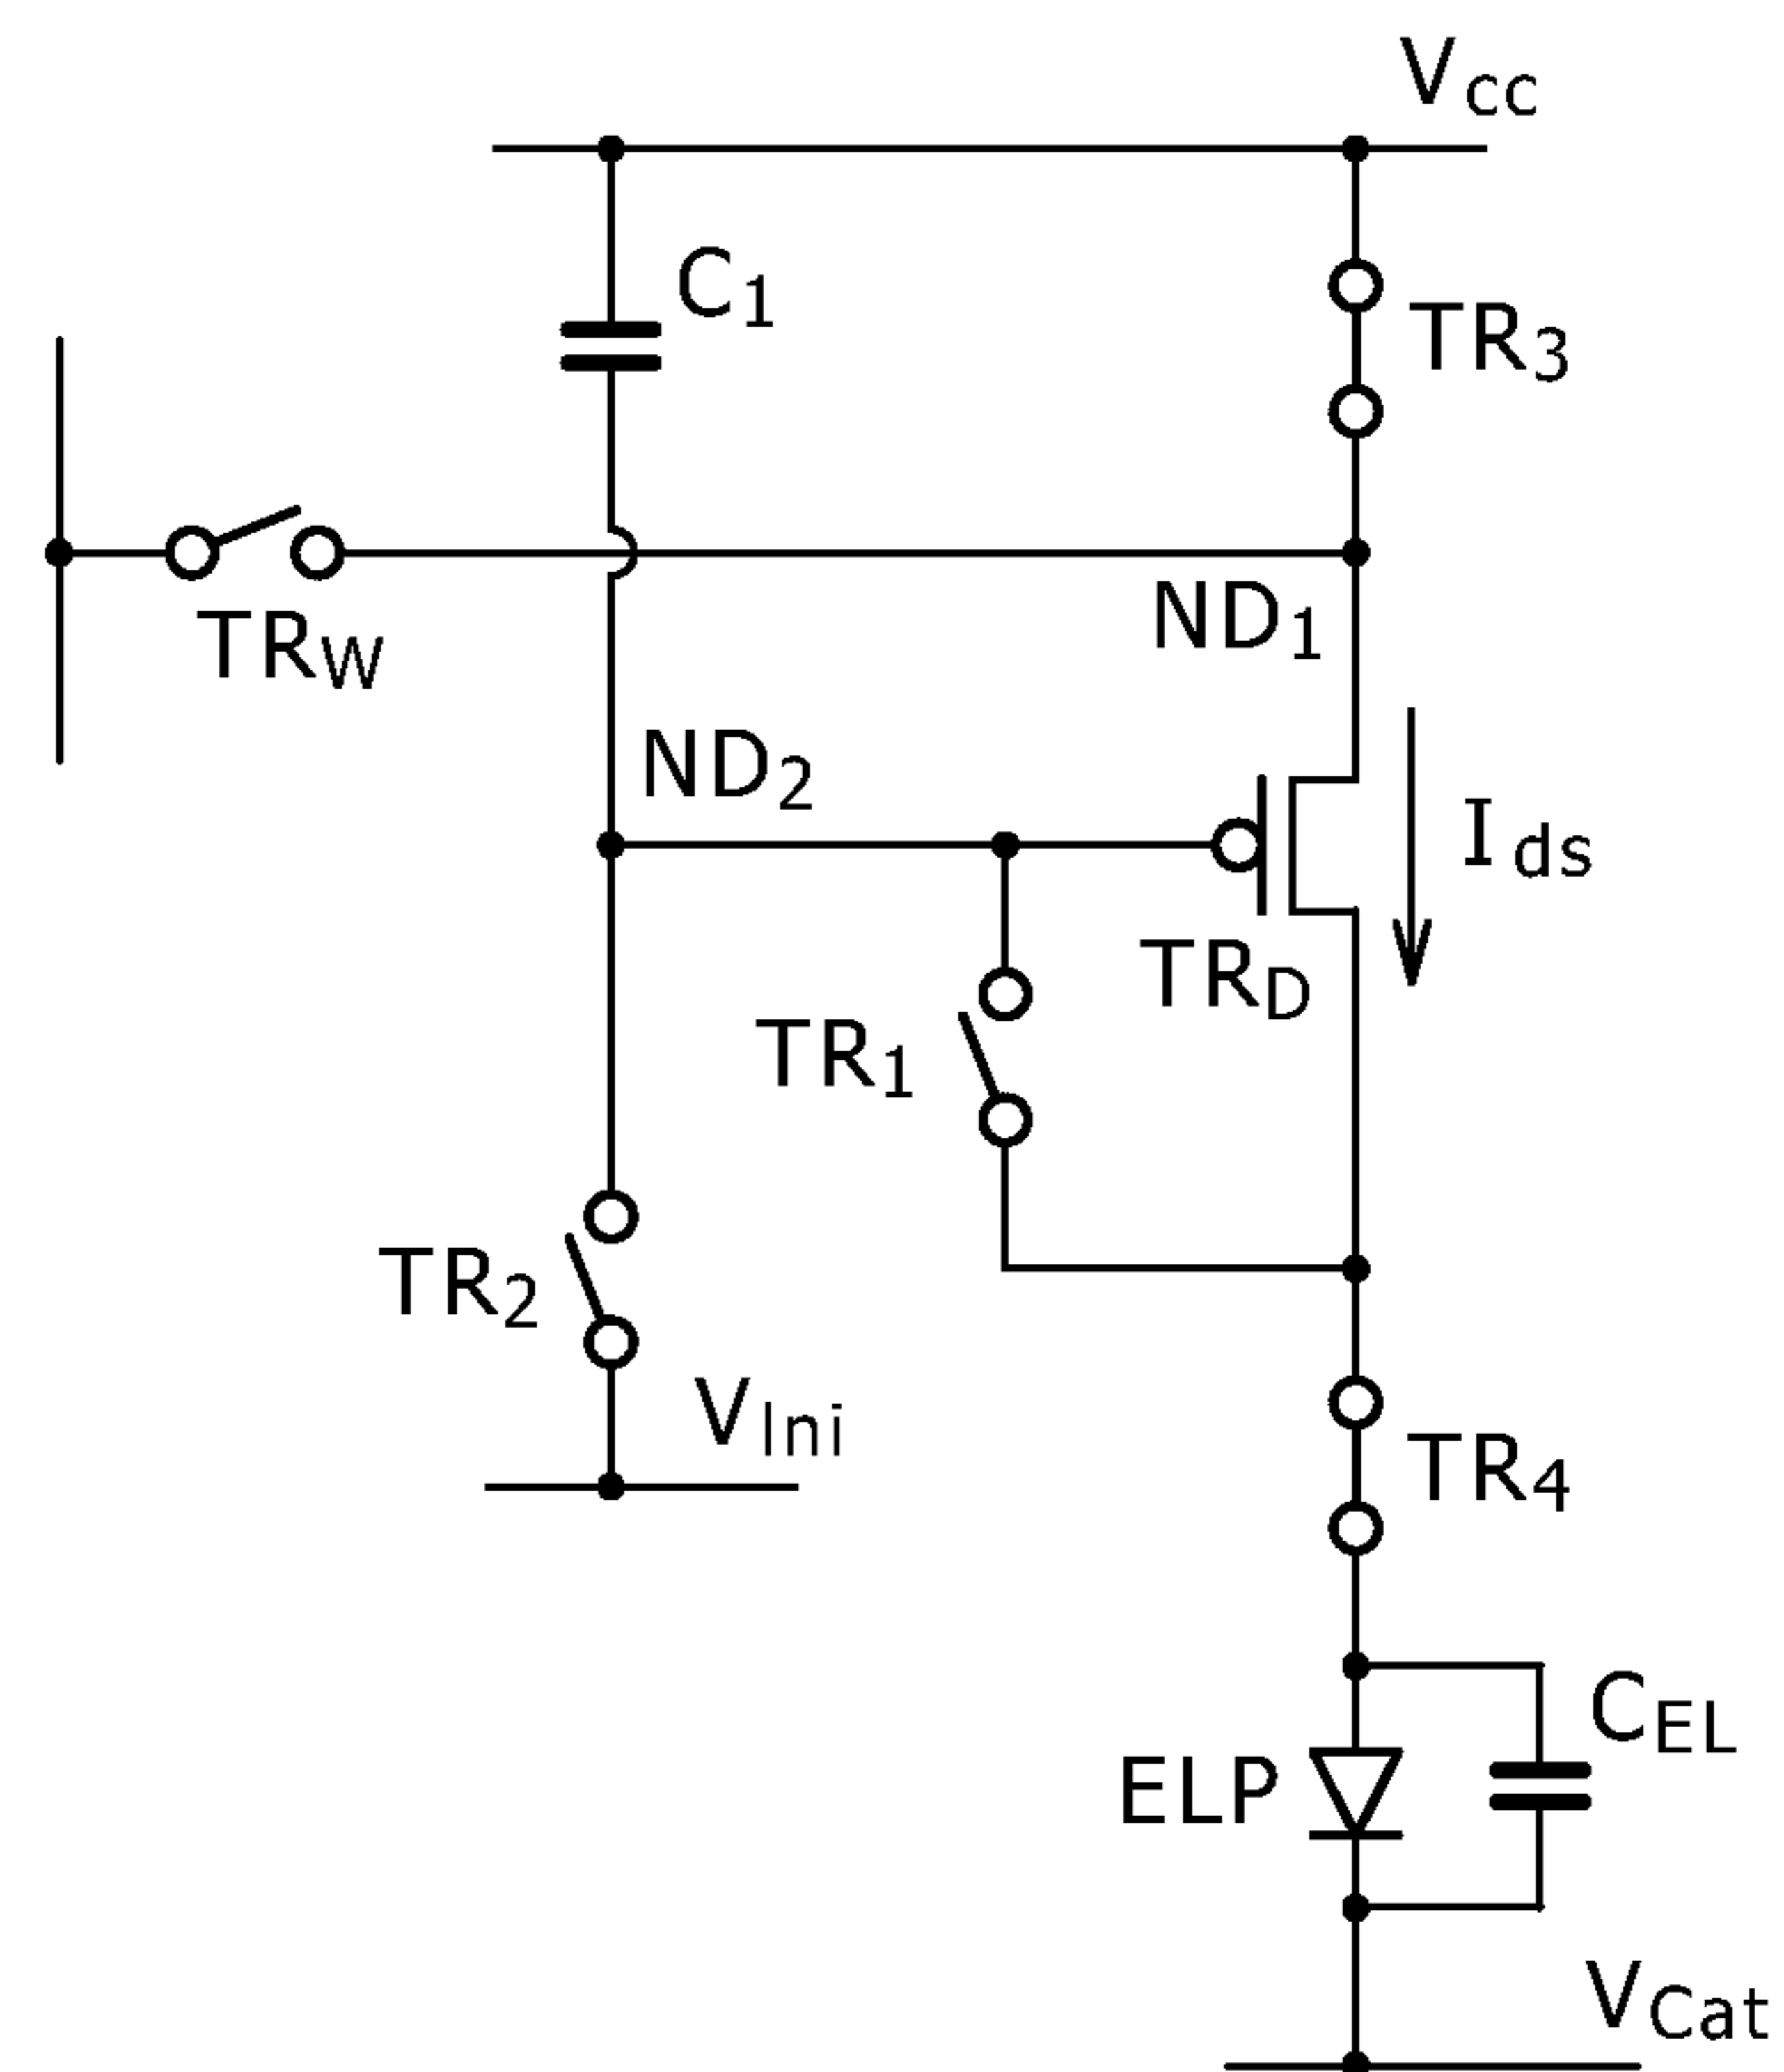 Vcc
C1
TR3
TRW
ND1
ND2
Ids
TRD
TR1
TR2
VIni
TR4
CEL
ELP
VCat